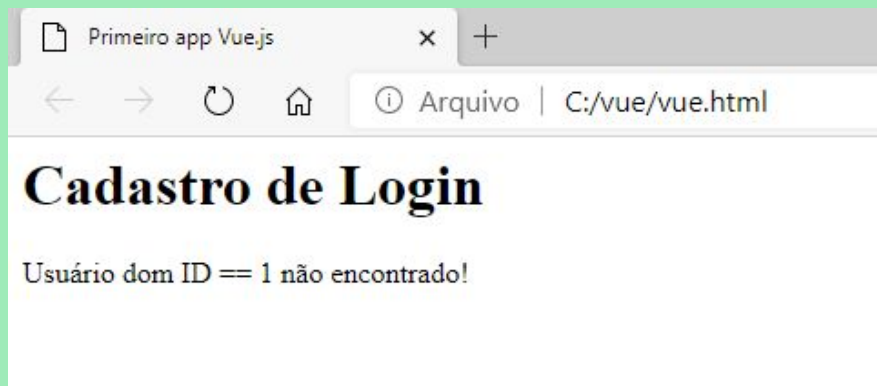 Primeiro app Vue.js
Arquivo | C:/vue/vue.html
Cadastro de Login
Usuário dom ID == 1 não encontrado!